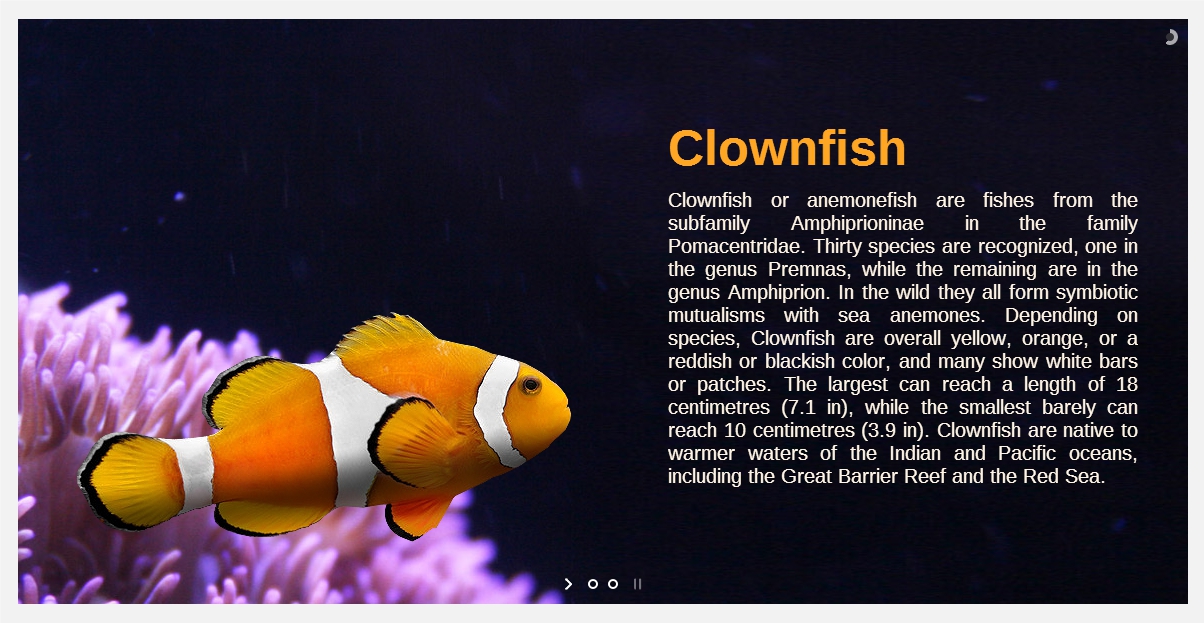 Clownfish
Clownfish or anemonefish are fishes from the
subfamily Amphiprioninae in the family
Pomacentridae. Thirty species are recognized, one in
the genus Premnas, while the remaining are in the
genus Amphiprion. In the wild they all form symbiotic
mutualisms with sea anemones. Depending on
species, Clownfish are overall yellow, orange, or a
reddish or blackish color, and many show white bars
or patches. The largest can reach a length of 18
centimetres (7.1 in), while the smallest barely can
reach 10 centimetres (3.9 in). Clownfish are native to
warmer waters of the Indian and Pacific oceans,
including the Great Barrier Reef and the Red Sea.